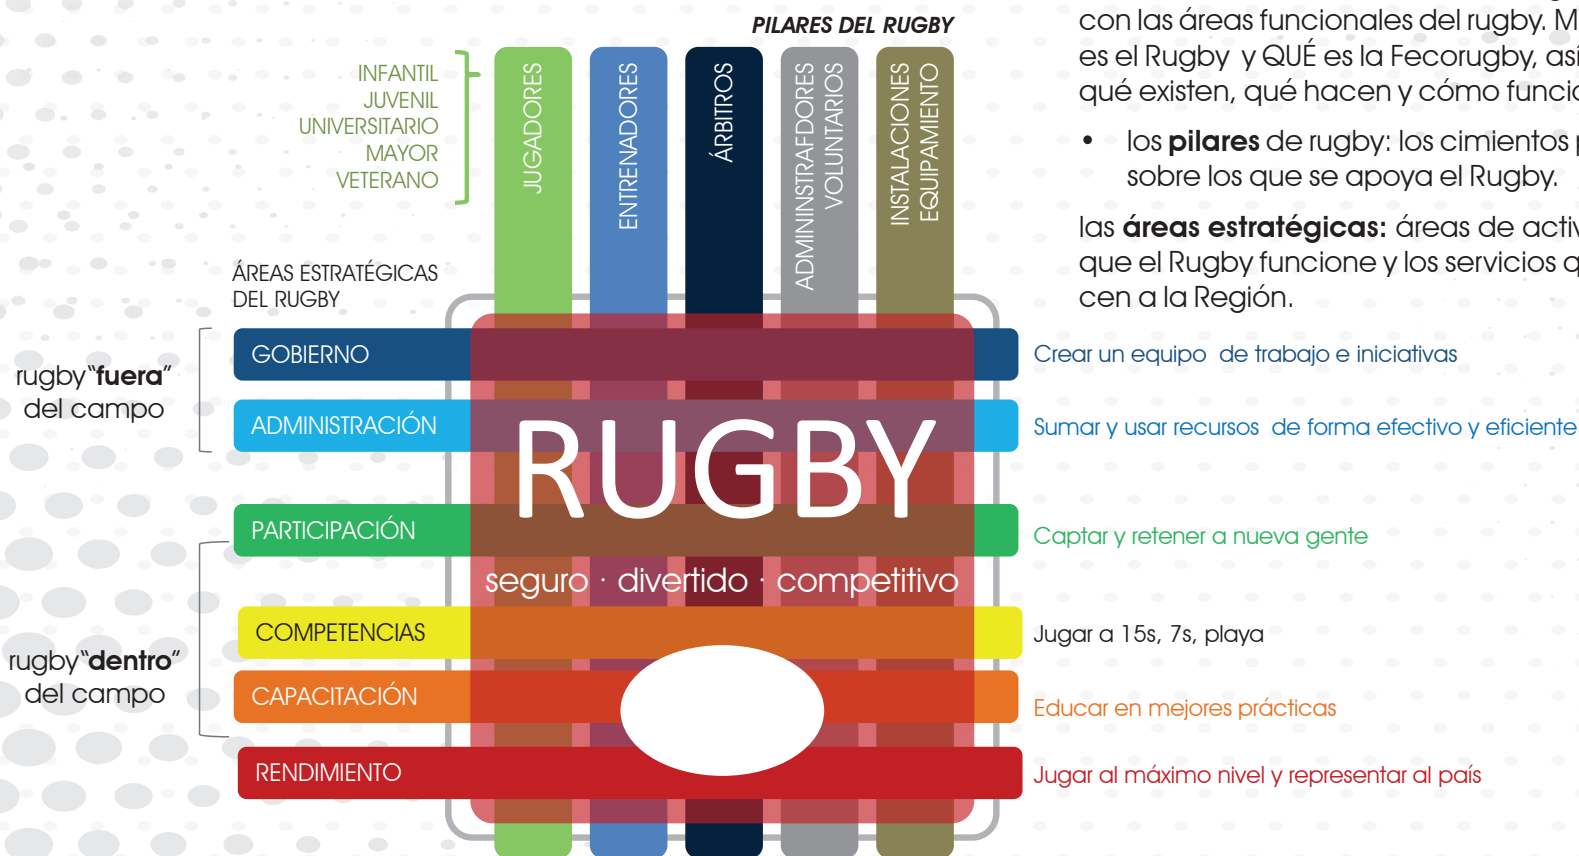 PILARES DEL RUGBY
INFANTIL
JUVENIL
UNIVERSITARIO
MAYOR
VETERANO
JUGADORES
ENTRENADORES
ÁRBITROS
ADMININSTRAFDORES
VOLUNTARIOS
INSTALACIONES
EQUIPAMIENTO
con las áreas funcionales del rugby. M
es el Rugby y QUÉ es la Fecorugby, así
qué existen, qué hacen y cómo funcio
• los pilares de rugby: los cimientos p
sobre los que se apoya el Rugby.
las áreas estratégicas: áreas de activ
que el Rugby funcione y los servicios q
cen a la Región.
ÁREAS ESTRATÉGICAS
DEL RUGBY
rugby“fuera”
del campo
GOBIERNO
Crear un equipo de trabajo e iniciativas
ADMINISTRACIÓN
Sumar y usar recursos de forma efectivo y eficiente
RUGBY
PARTICIPACIÓN
Captar y retener a nueva gente
seguro · divertido · competitivo
rugby“dentro”
del campo
COMPETENCIAS
Jugar a 15s, 7s, playa
CAPACITACIÓN
Educar en mejores prácticas
RENDIMIENTO
Jugar al máximo nivel y representar al país